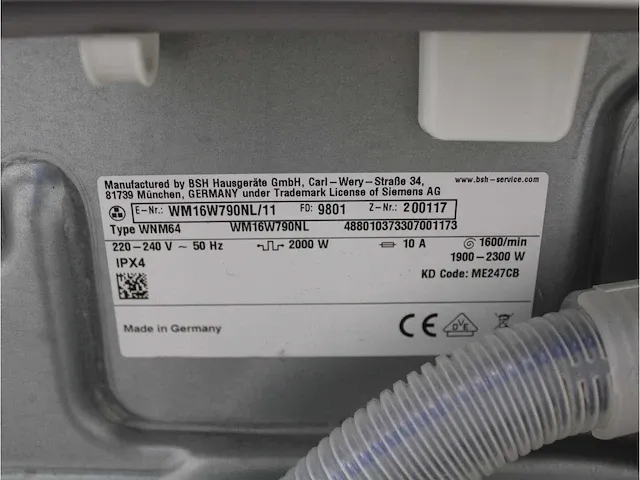 Manufactured by BSH Hausgeräte GmbH, Carl-Wery-Straße 34,
81739 München, GERMANY under Trademark License of Siemens AG
www.bsh-service.com
E-Nr.: WM16W790NL/11 FD: 9801 Z-Nr.: 200117
Type WNM64 WM16W790NL 488010373307001173
220-240 V ~ 50 Hz 2000 W 10 A 1600/min
1900-2300 W
IPX4
KD Code: ME247CB
Made in Germany
CE DVE